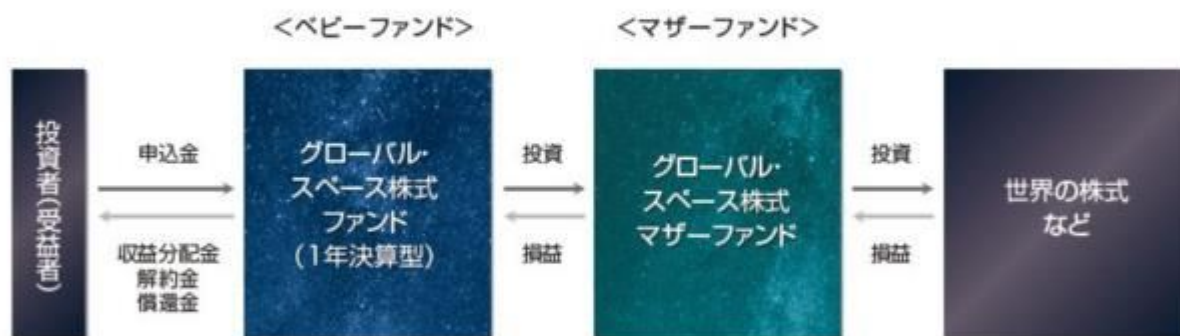 ＜ベビーファンド＞
＜マザーファンド＞
投資者(受益者)
申込金
収益分配金
解約金
償還金
グローバル・
スペース株式
ファンド
(1年決算型)
投資
損益
グローバル・
スペース株式
マザーファンド
投資
損益
世界の株式
など